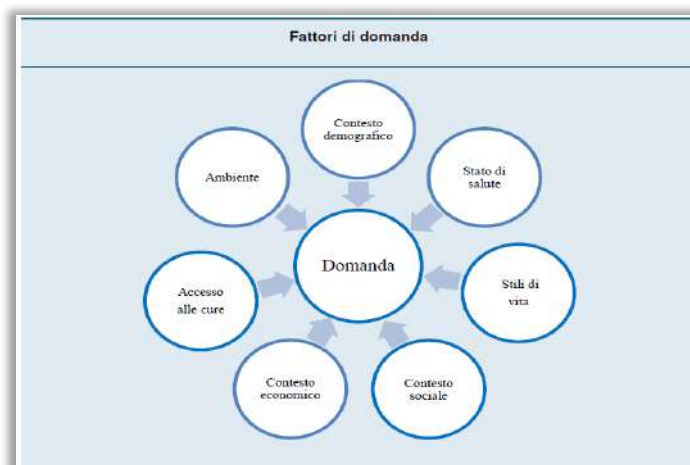 Fattori di domanda
Contesto
demografico
Stato di
salute
Stili di
vita
Contesto
sociale
Contesto
economico
Accesso
alle cure
Ambiente
Domanda